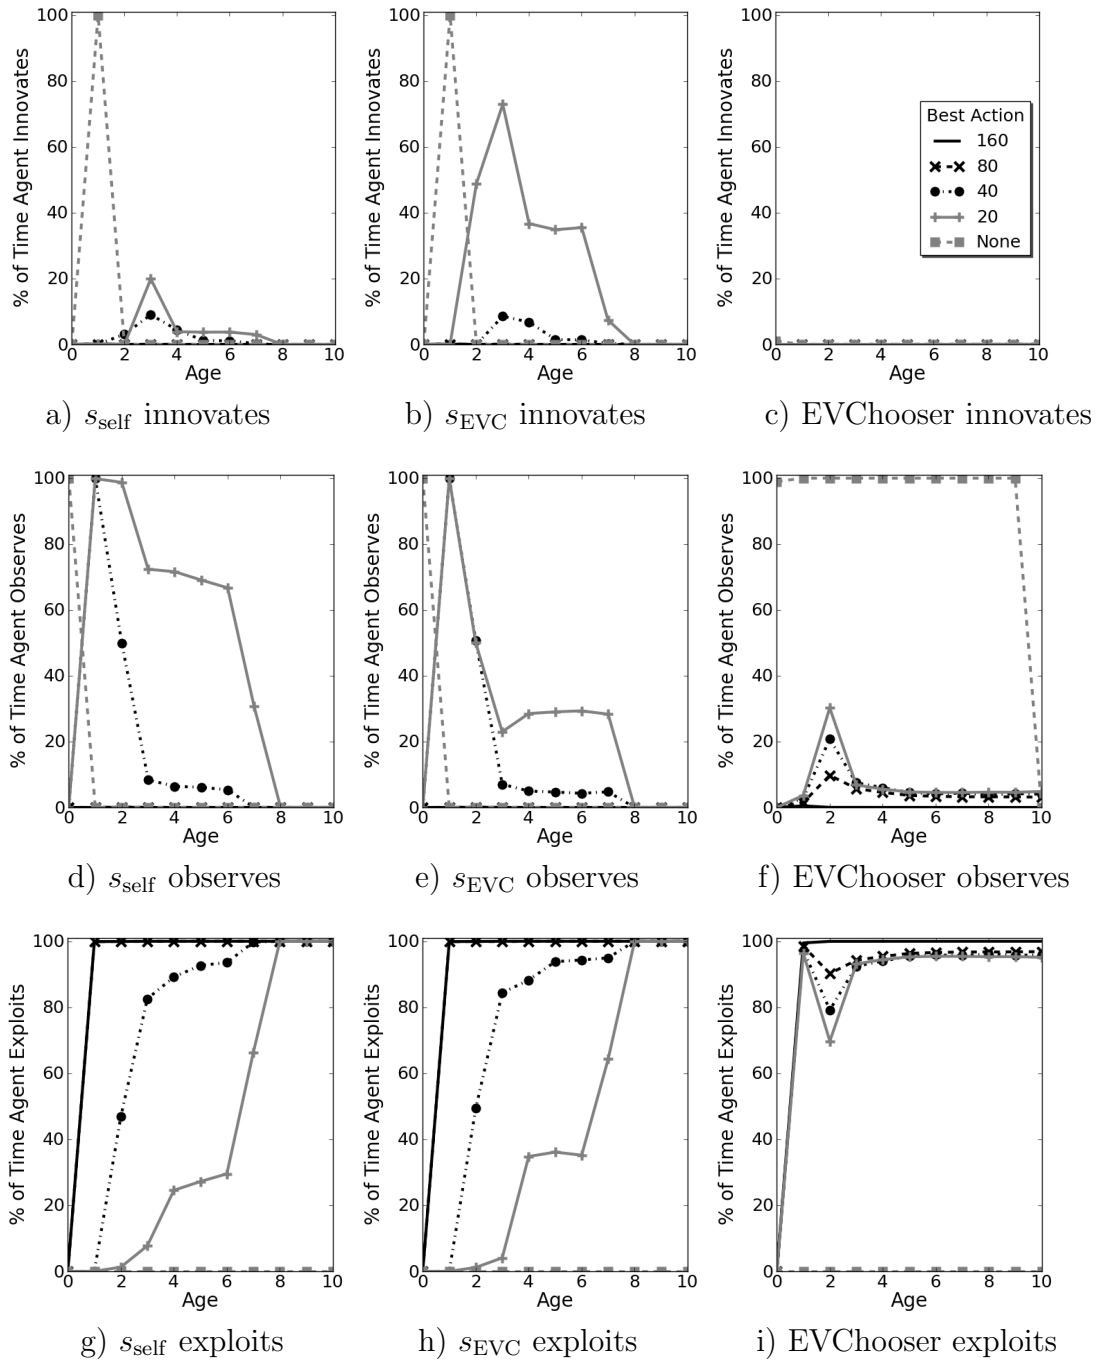 % of Time Agent Innovates
100
80
60
40
20
0
0 2 4 6 8 10
Age
a) s_self innovates
% of Time Agent Innovates
100
80
60
40
20
0
0 2 4 6 8 10
Age
b) s_EVC innovates
% of Time Agent Innovates
100
80
60
40
20
0
0 2 4 6 8 10
Age
Best Action
160
80
40
20
None
c) EVChooser innovates
% of Time Agent Observes
100
80
60
40
20
0
0 2 4 6 8 10
Age
d) s_self observes
% of Time Agent Observes
100
80
60
40
20
0
0 2 4 6 8 10
Age
e) s_EVC observes
% of Time Agent Observes
100
80
60
40
20
0
0 2 4 6 8 10
Age
f) EVChooser observes
% of Time Agent Exploits
100
80
60
40
20
0
0 2 4 6 8 10
Age
g) s_self exploits
% of Time Agent Exploits
100
80
60
40
20
0
0 2 4 6 8 10
Age
h) s_EVC exploits
% of Time Agent Exploits
100
80
60
40
20
0
0 2 4 6 8 10
Age
i) EVChooser exploits